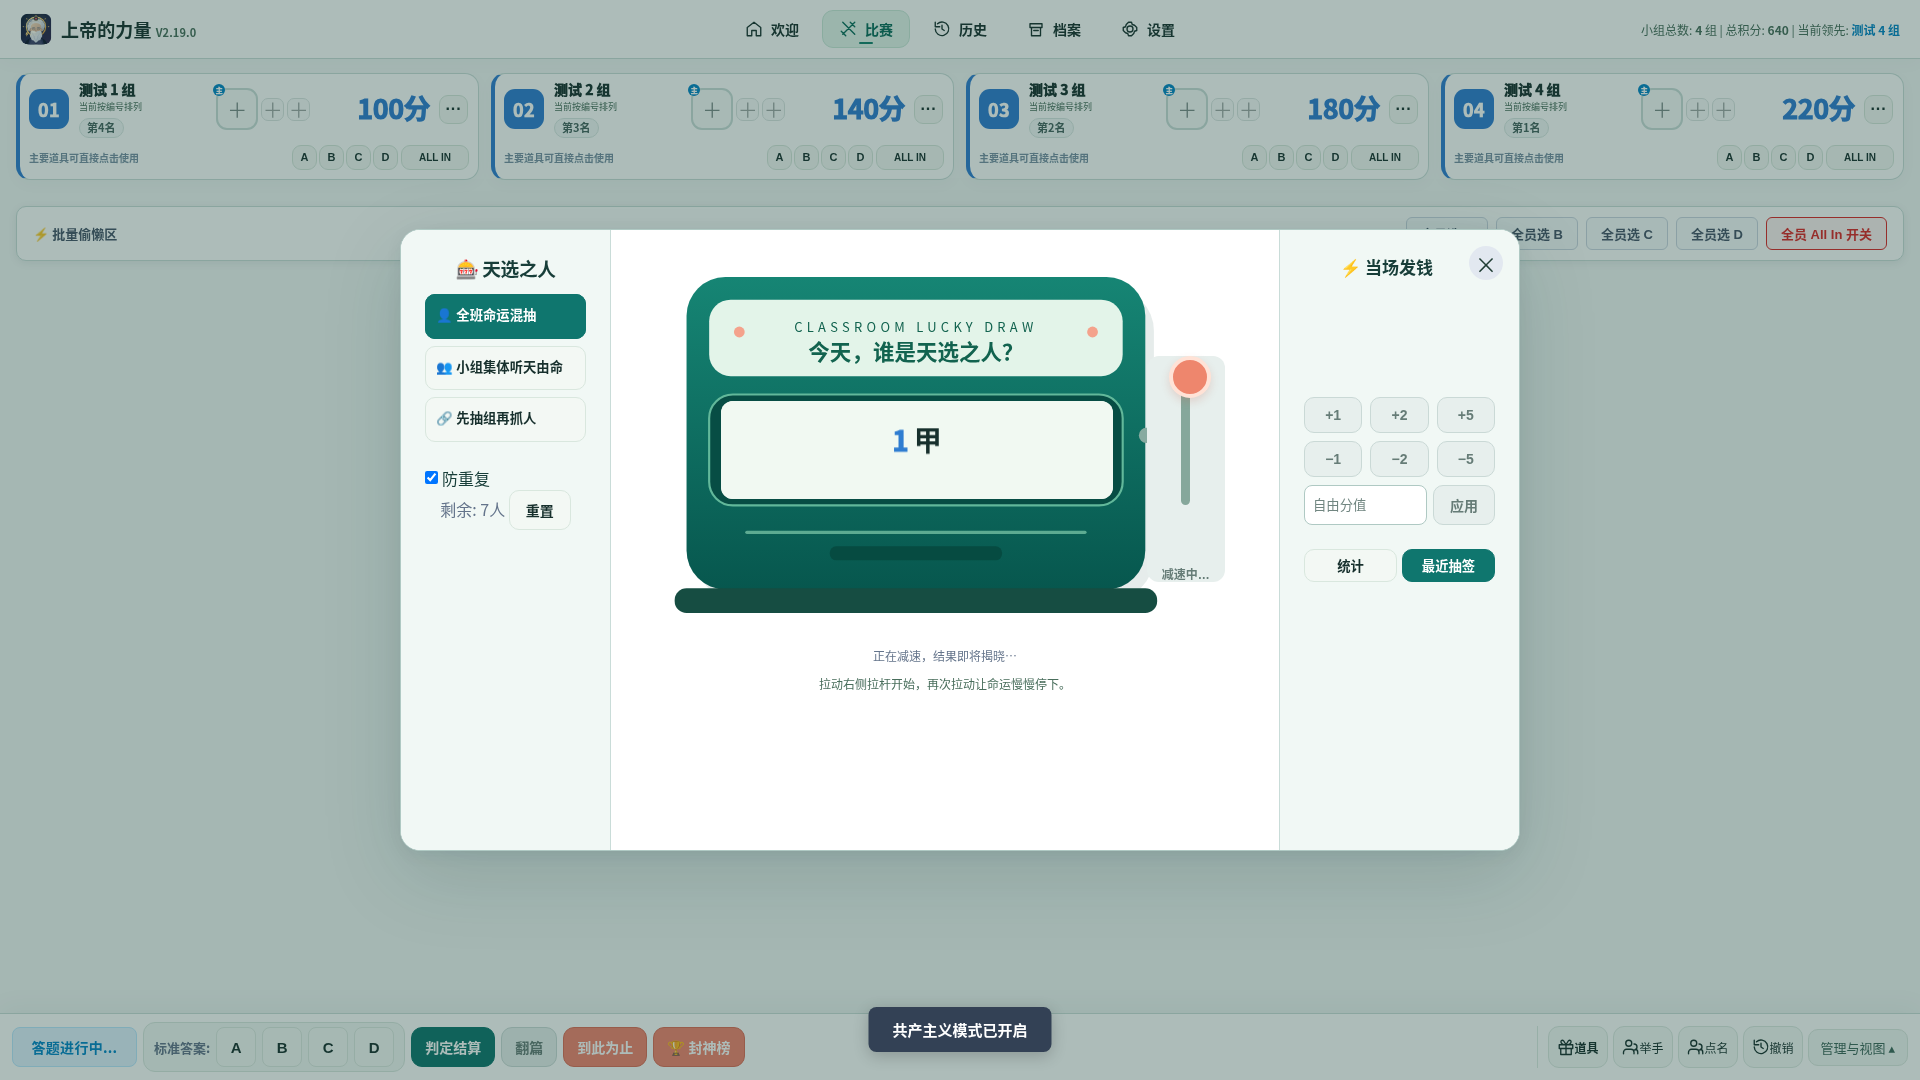 上帝的力量 V2.19.0
欢迎
比赛
历史
档案
设置
小组总数: 4 组 | 总积分: 640 | 当前领先: 测试 4 组
01
测试 1 组
当前按编号排列
第4名
主
100分
主要道具可直接点击使用
A B C D ALL IN
02
测试 2 组
当前按编号排列
第3名
主
140分
主要道具可直接点击使用
A B C D ALL IN
03
测试 3 组
当前按编号排列
第2名
主
180分
主要道具可直接点击使用
A B C D ALL IN
04
测试 4 组
当前按编号排列
第1名
主
220分
主要道具可直接点击使用
A B C D ALL IN
⚡ 批量偷懒区
全员选 B
全员选 C
全员选 D
全员 All In 开关
🎰 天选之人
👤 全班命运混抽
👥 小组集体听天由命
🔗 先抽组再抓人
防重复
剩余: 7人
重置
CLASSROOM LUCKY DRAW
今天，谁是天选之人？
1 甲
减速中...
正在减速，结果即将揭晓…
拉动右侧拉杆开始，再次拉动让命运慢慢停下。
⚡ 当场发钱
+1 +2 +5
−1 −2 −5
自由分值
应用
统计
最近抽签
共产主义模式已开启
答题进行中...
标准答案: A B C D
判定结算
翻篇
到此为止
🏆 封神榜
道具
举手
点名
撤销
管理与视图 ▴